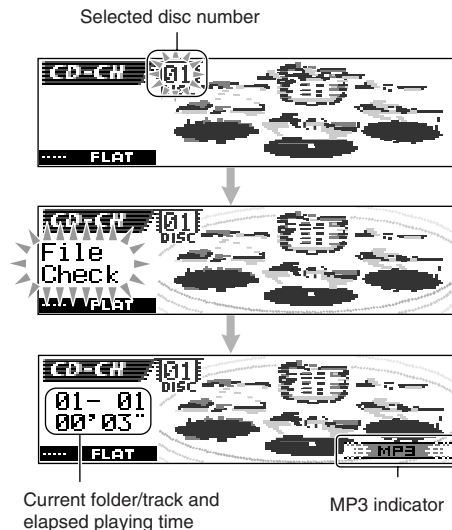 Selected disc number
CD-CH 01
DISC
FLAT
CD-CH 01
DISC
File
Check
FLAT
CD-CH 01
DISC
01- 01
00'03"
FLAT
MP3
Current folder/track and
elapsed playing time
MP3 indicator